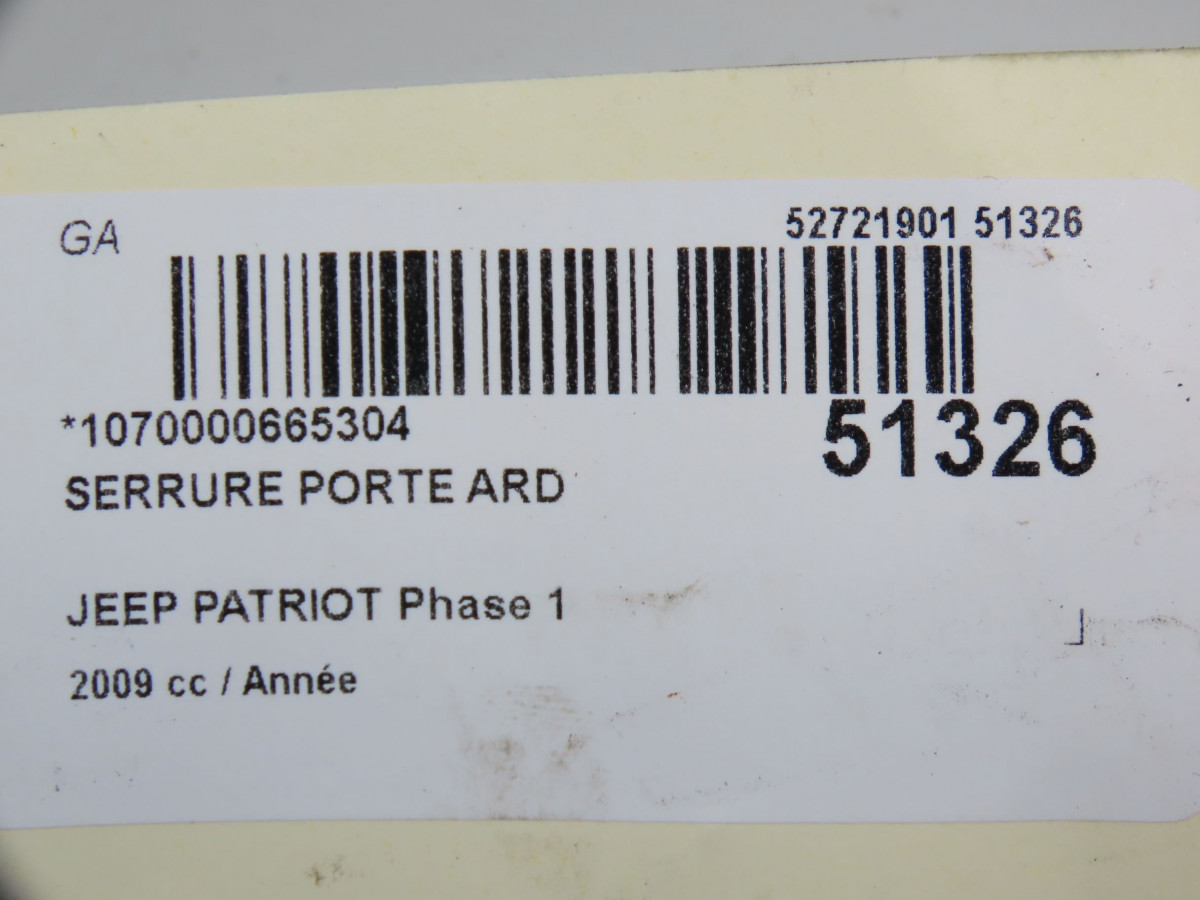 GA
52721901 51326
*1070000665304
51326
SERRURE PORTE ARD
JEEP PATRIOT Phase 1
2009 cc / Année